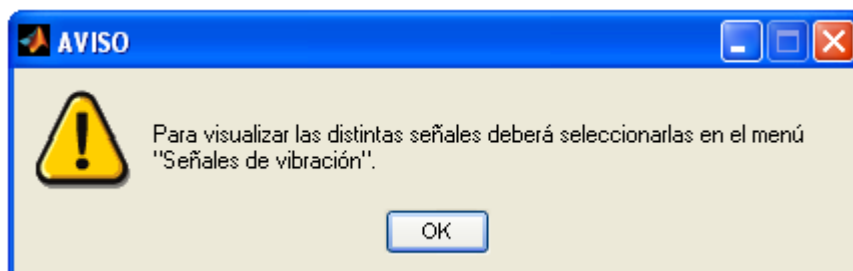 AVISO
Para visualizar las distintas señales deberá seleccionarlas en el menú
"Señales de vibración".
OK